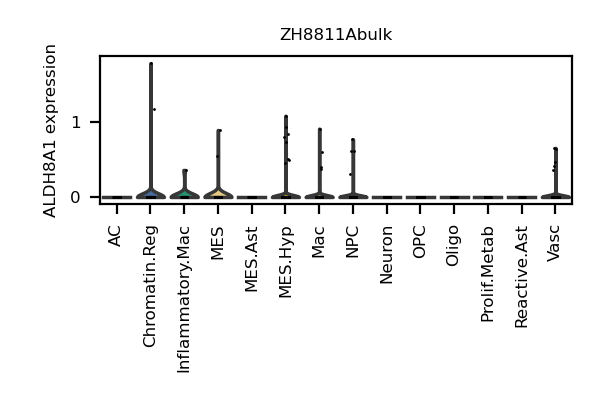 ZH8811Abulk
ALDH8A1 expression
1
0
AC
Chromatin.Reg
Inflammatory.Mac
MES
MES.Ast
MES.Hyp
Mac
NPC
Neuron
OPC
Oligo
Prolif.Metab
Reactive.Ast
Vasc